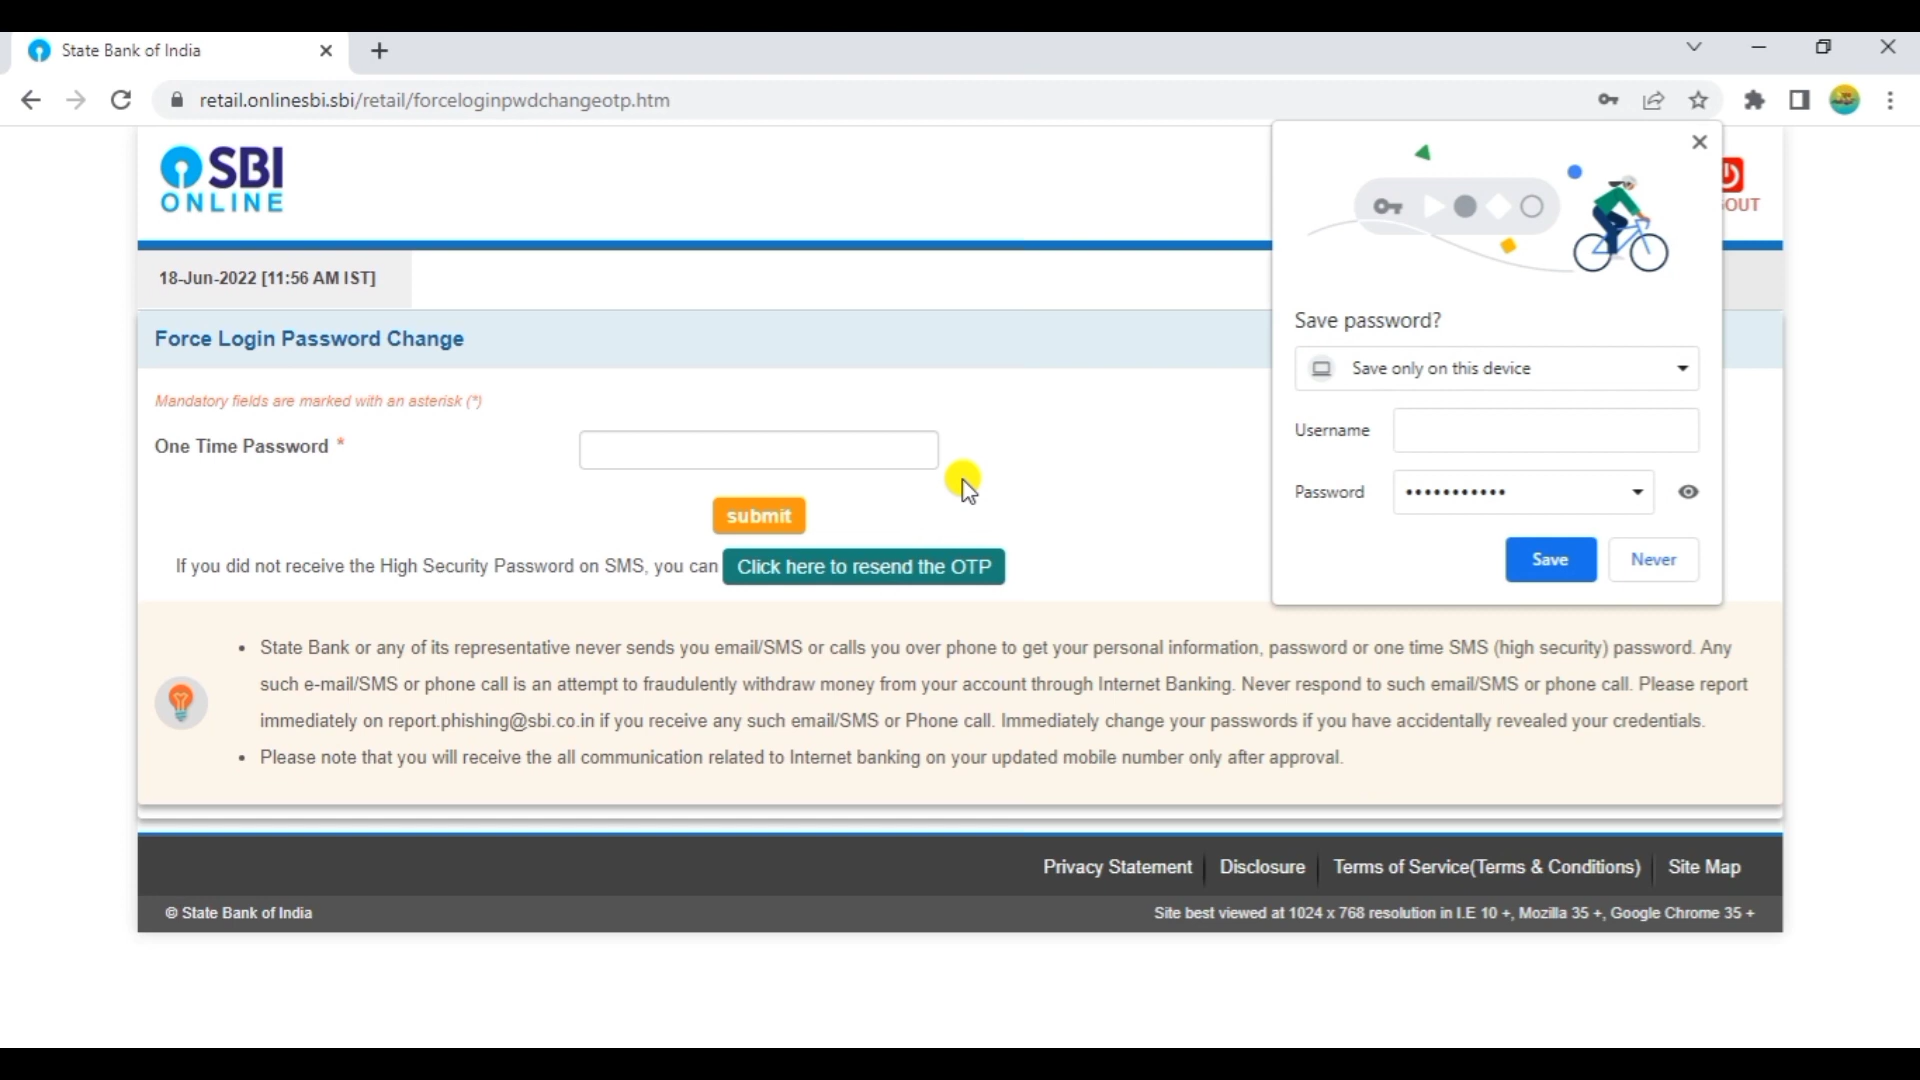 State Bank of India
retail.onlinesbi.sbi/retail/forceloginpwdchangeotp.htm
SBI
ONLINE
OUT
18-Jun-2022 [11:56 AM IST]
Force Login Password Change
Mandatory fields are marked with an asterisk (*)
One Time Password *
submit
If you did not receive the High Security Password on SMS, you can Click here to resend the OTP
Save password?
Save only on this device
Username
Password •••••••••••
Save Never
• State Bank or any of its representative never sends you email/SMS or calls you over phone to get your personal information, password or one time SMS (high security) password. Any
such e-mail/SMS or phone call is an attempt to fraudulently withdraw money from your account through Internet Banking. Never respond to such email/SMS or phone call. Please report
immediately on report.phishing@sbi.co.in if you receive any such email/SMS or Phone call. Immediately change your passwords if you have accidentally revealed your credentials.
• Please note that you will receive the all communication related to Internet banking on your updated mobile number only after approval.
Privacy Statement Disclosure Terms of Service(Terms & Conditions) Site Map
© State Bank of India Site best viewed at 1024 x 768 resolution in I.E 10 +, Mozilla 35 +, Google Chrome 35 +